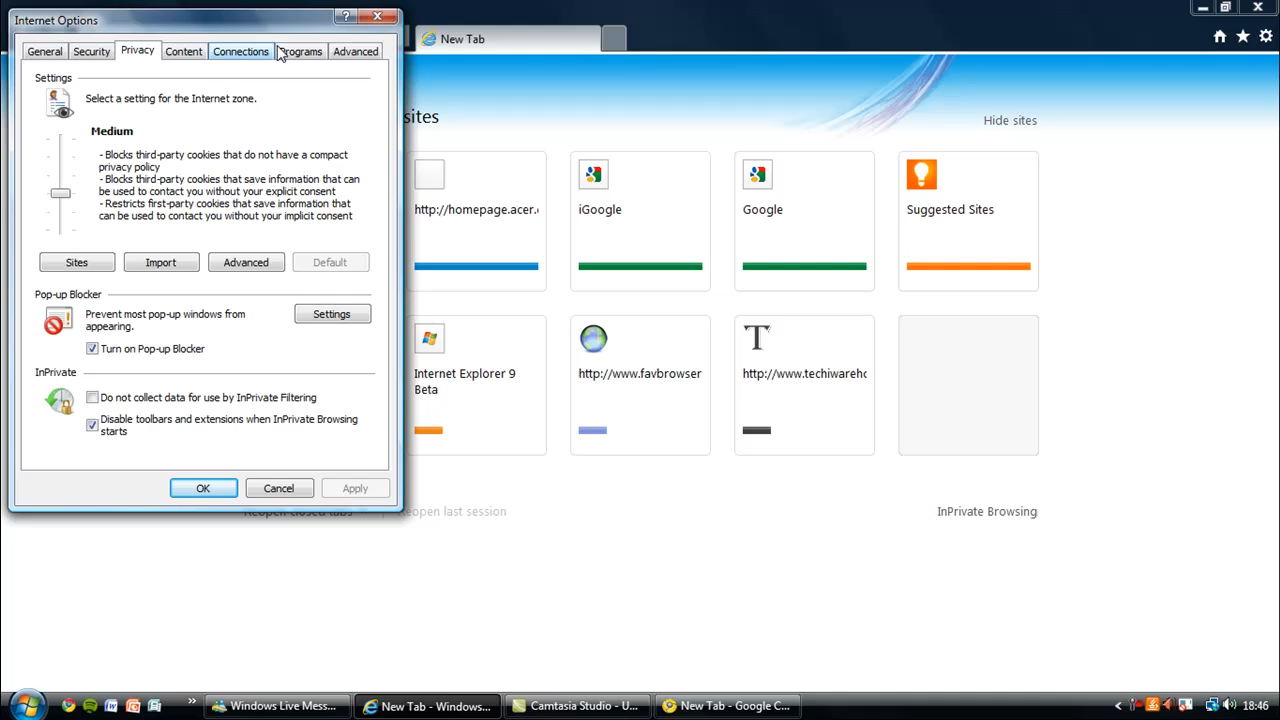 Internet Options
?
General Security Privacy Content Connections Programs Advanced
Settings
Select a setting for the Internet zone.
Medium
- Blocks third-party cookies that do not have a compact
privacy policy
- Blocks third-party cookies that save information that can
be used to contact you without your explicit consent
- Restricts first-party cookies that save information that
can be used to contact you without your implicit consent
Sites Import Advanced Default
Pop-up Blocker
Prevent most pop-up windows from
appearing.
Settings
Turn on Pop-up Blocker
InPrivate
Do not collect data for use by InPrivate Filtering
Disable toolbars and extensions when InPrivate Browsing
starts
OK Cancel Apply
New Tab
sites
Hide sites
http://homepage.acer.
iGoogle
Google
Suggested Sites
Internet Explorer 9
Beta
http://www.favbrowser
T
http://www.techiwareho
Reopen closed tabs
Reopen last session
InPrivate Browsing
Windows Live Mess...
New Tab - Windows...
Camtasia Studio - U...
New Tab - Google C...
18:46